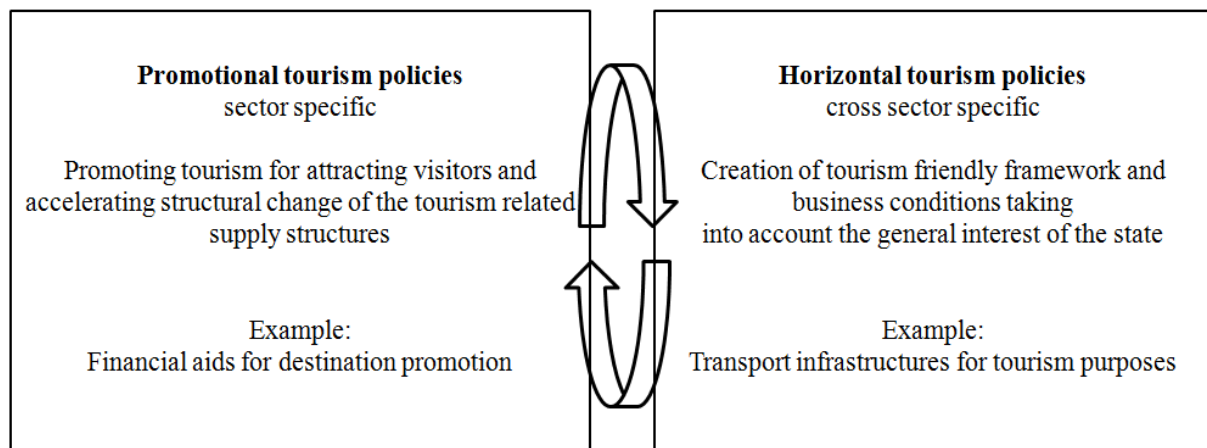 Promotional tourism policies
sector specific
Promoting tourism for attracting visitors and
accelerating structural change of the tourism related
supply structures
Example:
Financial aids for destination promotion
Horizontal tourism policies
cross sector specific
Creation of tourism friendly framework and
business conditions taking
into account the general interest of the state
Example:
Transport infrastructures for tourism purposes